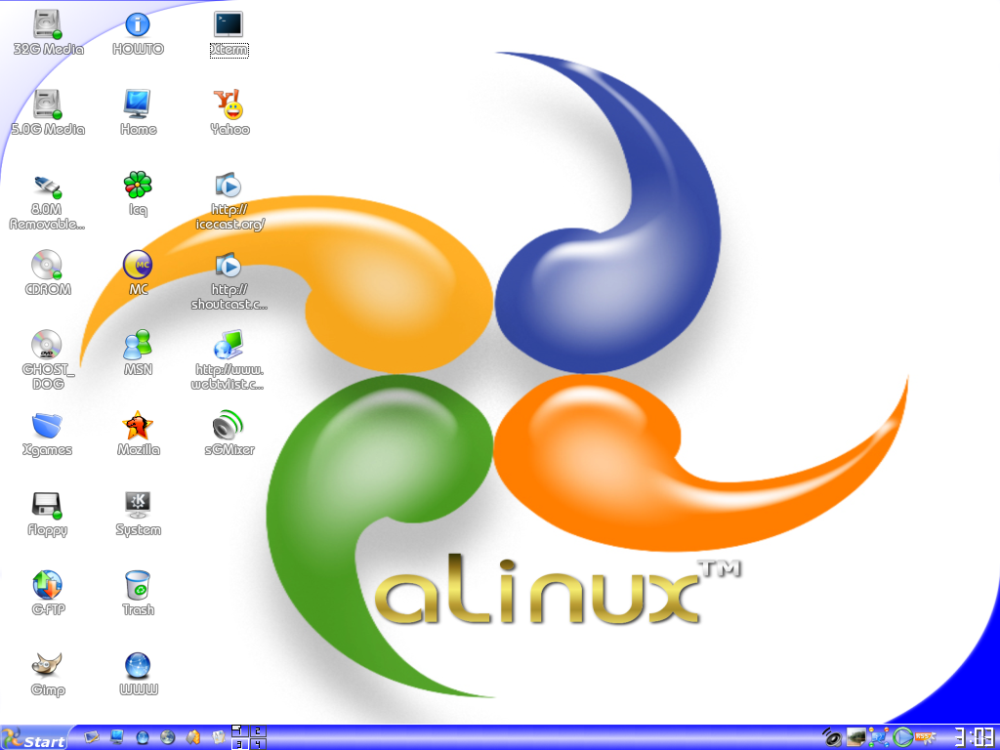 32G Media
HOWTO
Xterm
5.0G Media
Home
Yahoo
8.0M
Removable...
Icq
http://
icecast.org/
CDROM
MC
http://
shoutcast.c...
GHOST_
DOG
MSN
http://www.
webtvlist.c...
Xgames
Mozilla
sGMixer
Floppy
System
G-FTP
Trash
Gimp
WWW
aLinux™
Start
1 2
3 4
3:03